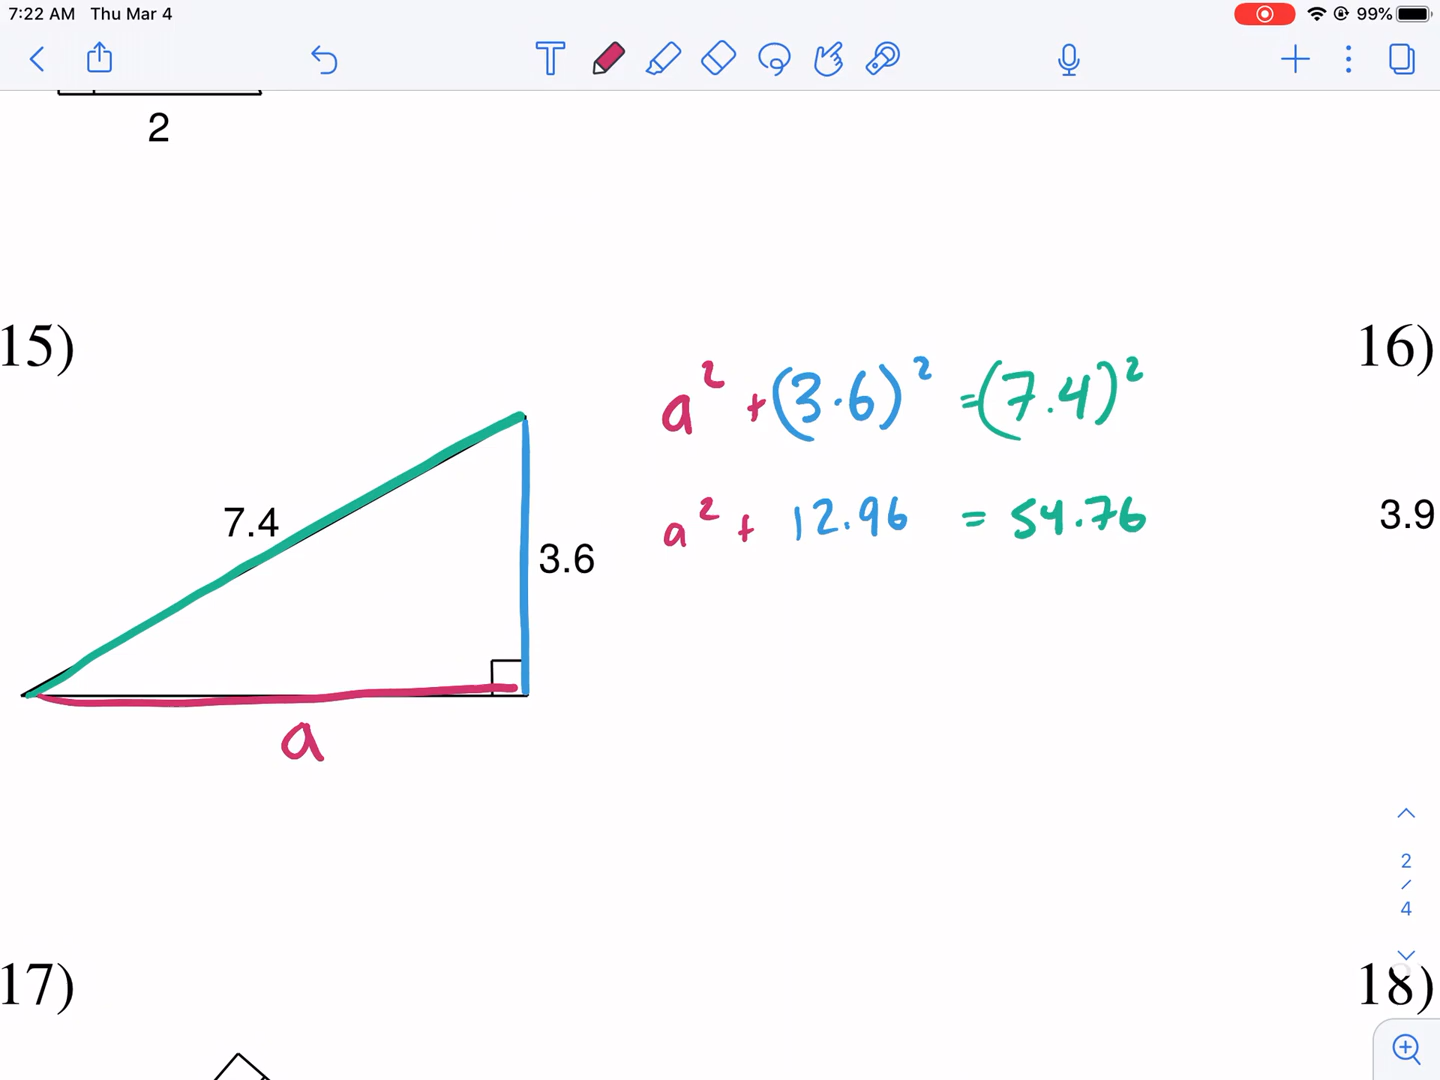 7:22 AM Thu Mar 4 99%
2
15)
16)
a² + (3.6)² = (7.4)²
a² + 12.96 = 54.76
7.4
3.6
3.9
a
2
/
4
17)
18)